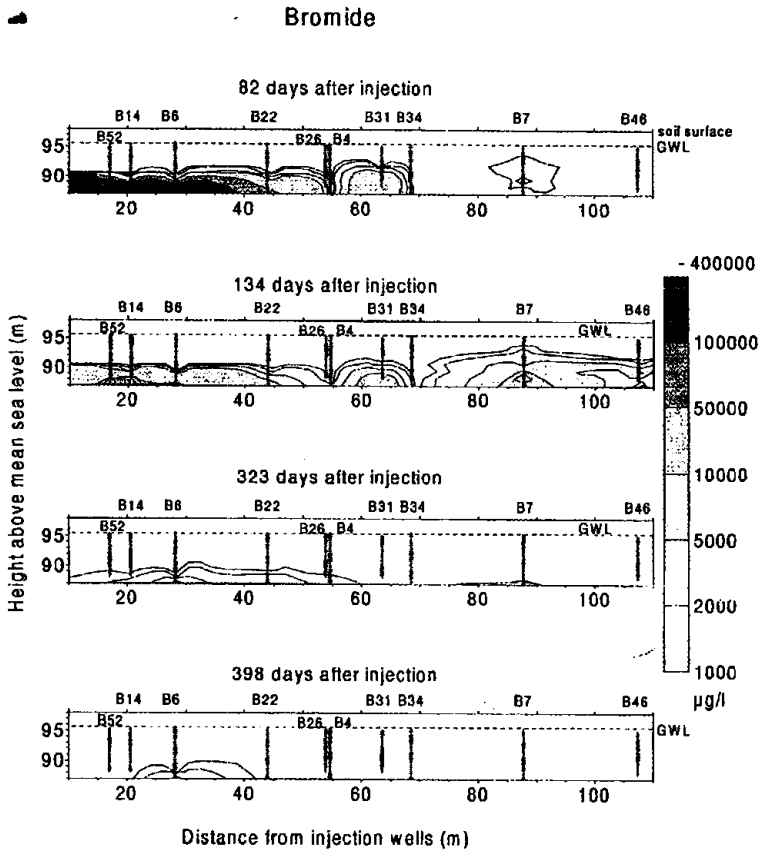 Bromide
82 days after injection
B14 B6 B22 B31 B34 B7 B46
B52 B26 B4
soil surface
95 GWL
90
20 40 60 80 100
134 days after injection
B14 B6 B22 B31 B34 B7 B46
B52 B26 B4 GWL
95
90
20 40 60 80 100
323 days after injection
B14 B6 B22 B31 B34 B7 B46
B52 B26 B4 GWL
95
90
20 40 60 80 100
398 days after injection
B14 B6 B22 B31 B34 B7 B46
B52 B26 B4
95 GWL
90
20 40 60 80 100
Height above mean sea level (m)
Distance from injection wells (m)
- 400000
100000
50000
10000
5000
2000
1000
µg/l